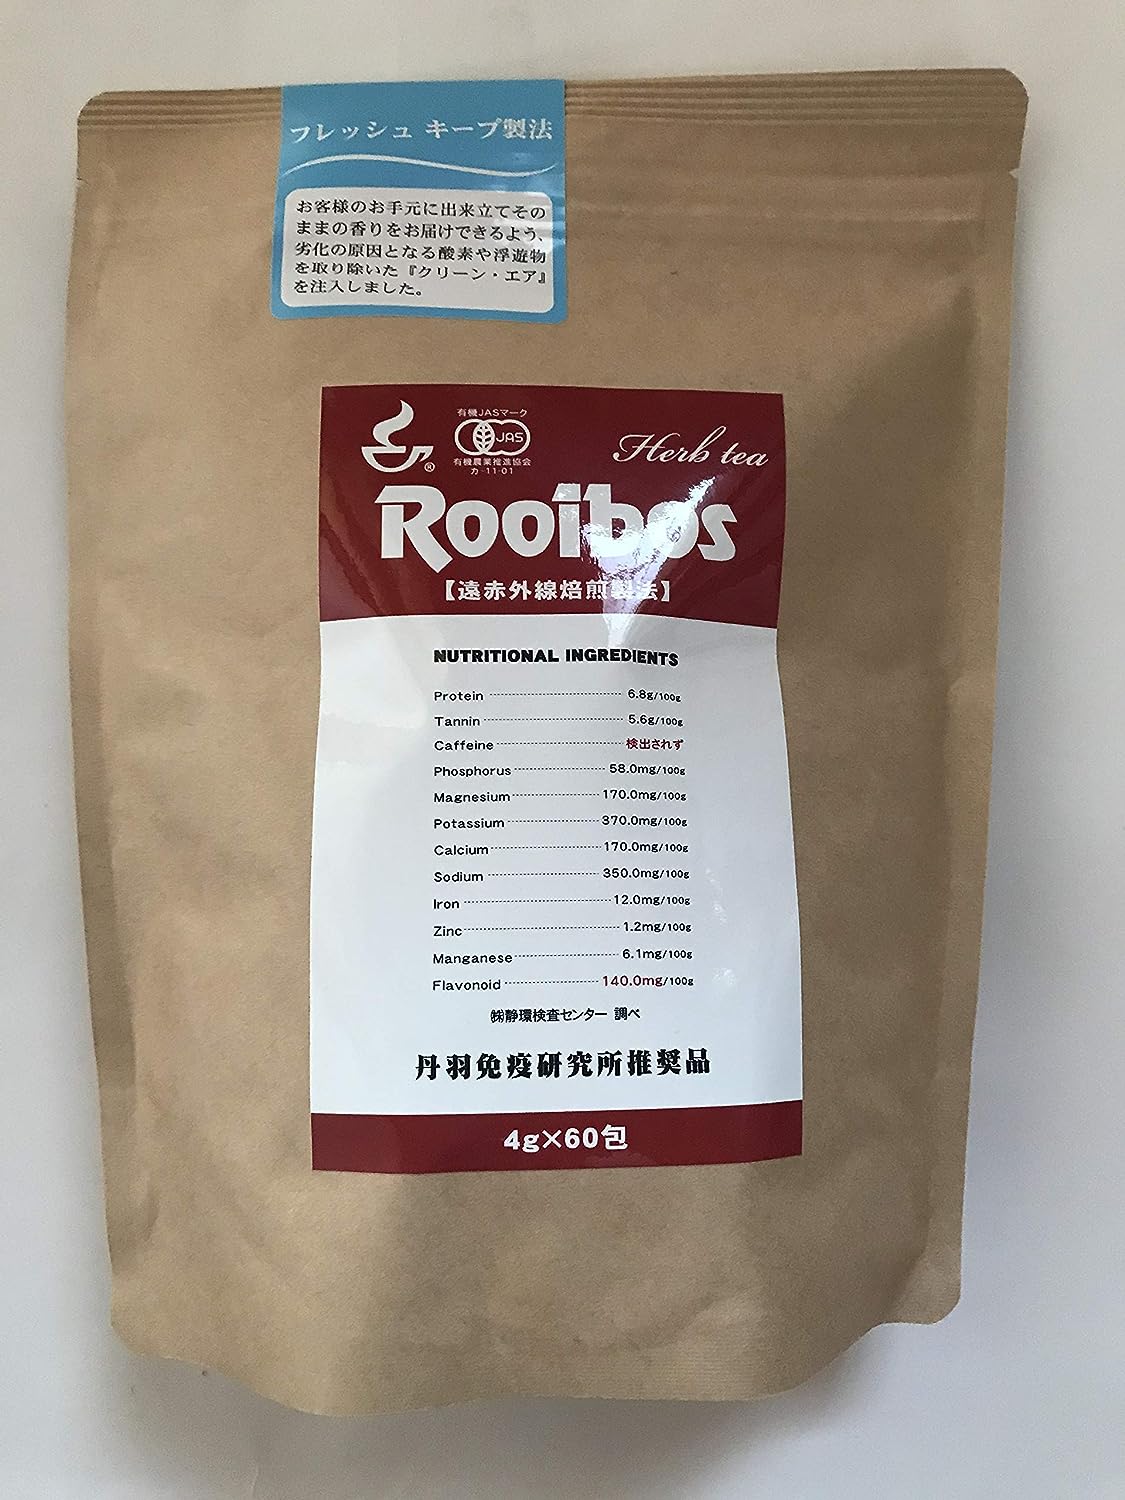 フレッシュ キープ製法
お客様のお手元に出来立てその
ままの香りをお届けできるよう、
劣化の原因となる酸素や浮遊物
を取り除いた『クリーン・エア』
を注入しました。
有機JASマーク
JAS
有機農業推進協会
カ-11-01
®
Herb tea
Rooibos
【遠赤外線焙煎製法】
NUTRITIONAL INGREDIENTS
Protein 6.8g/100g
Tannin 5.6g/100g
Caffeine 検出されず
Phosphorus 58.0mg/100g
Magnesium 170.0mg/100g
Potassium 370.0mg/100g
Calcium 170.0mg/100g
Sodium 350.0mg/100g
Iron 12.0mg/100g
Zinc 1.2mg/100g
Manganese 6.1mg/100g
Flavonoid 140.0mg/100g
㈱静環検査センター 調べ
丹羽免疫研究所推奨品
4g×60包